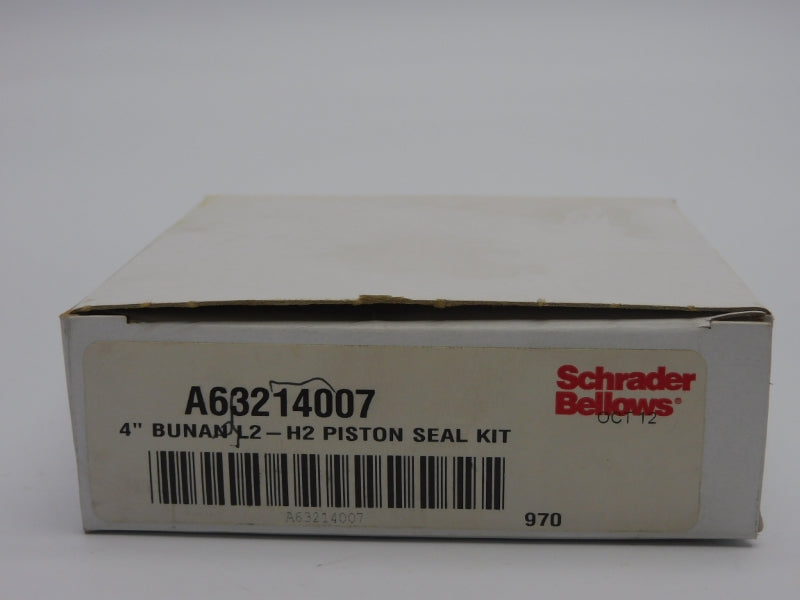 A63214007
Schrader
Bellows®
OCT 12
4" BUNAN L2-H2 PISTON SEAL KIT
A63214007
970